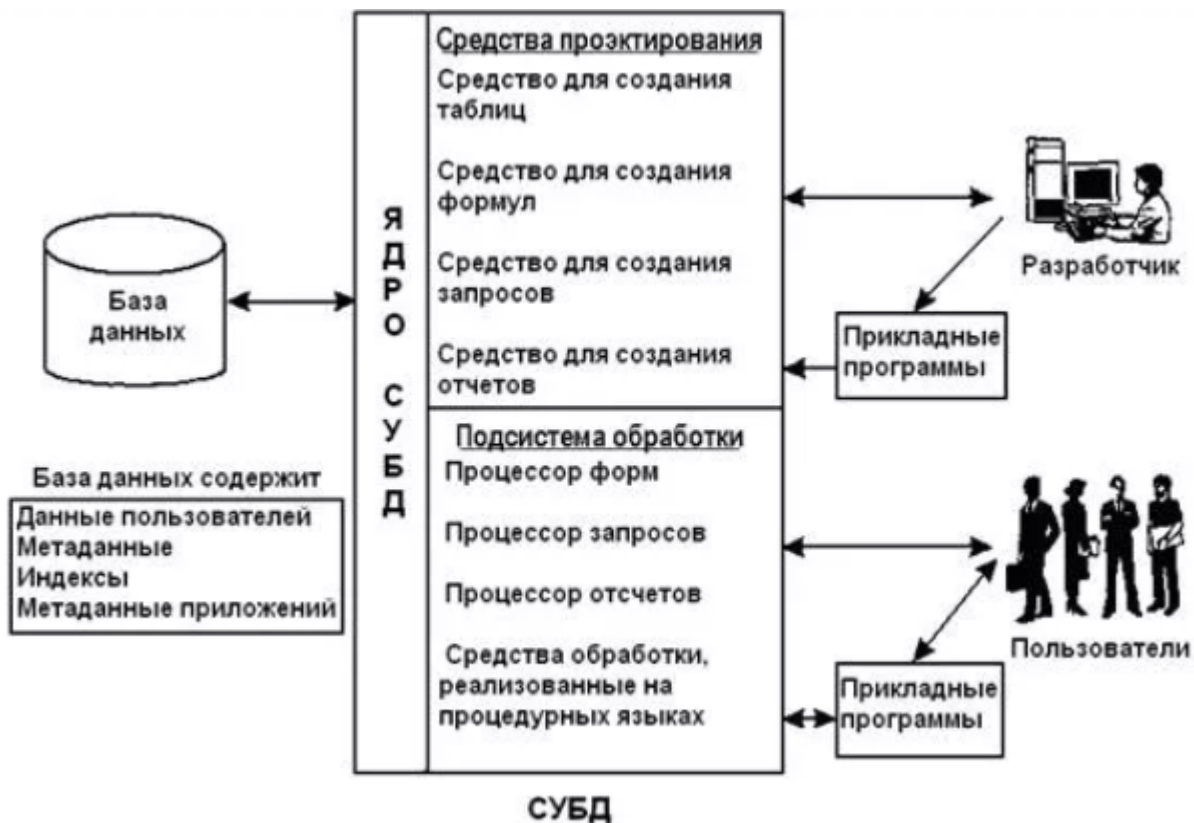 База
данных
База данных содержит
Данные пользователей
Метаданные
Индексы
Метаданные приложений
ЯДРО СУБД
Средства проэктирования
Средство для создания
таблиц
Средство для создания
формул
Средство для создания
запросов
Средство для создания
отчетов
Подсистема обработки
Процессор форм
Процессор запросов
Процессор отсчетов
Средства обработки,
реализованные на
процедурных языках
Разработчик
Прикладные
программы
Пользователи
Прикладные
программы
СУБД